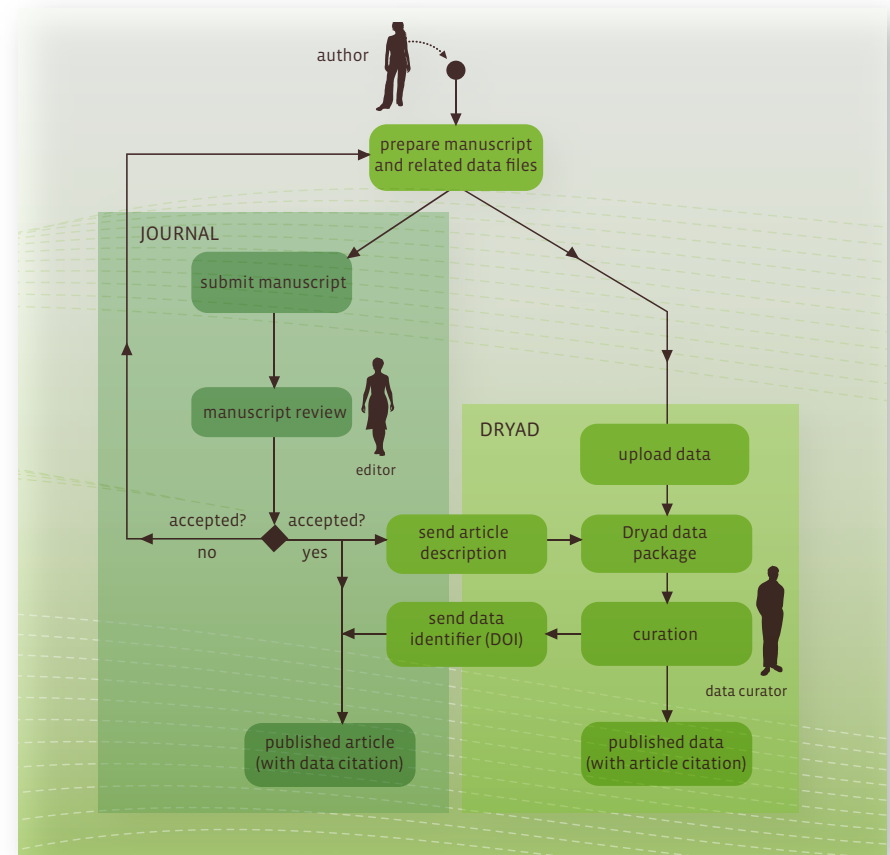 author
prepare manuscript
and related data files
JOURNAL
submit manuscript
manuscript review
editor
DRYAD
upload data
accepted?
no
accepted?
yes
send article
description
Dryad data
package
send data
identifier (DOI)
curation
data curator
published article
(with data citation)
published data
(with article citation)